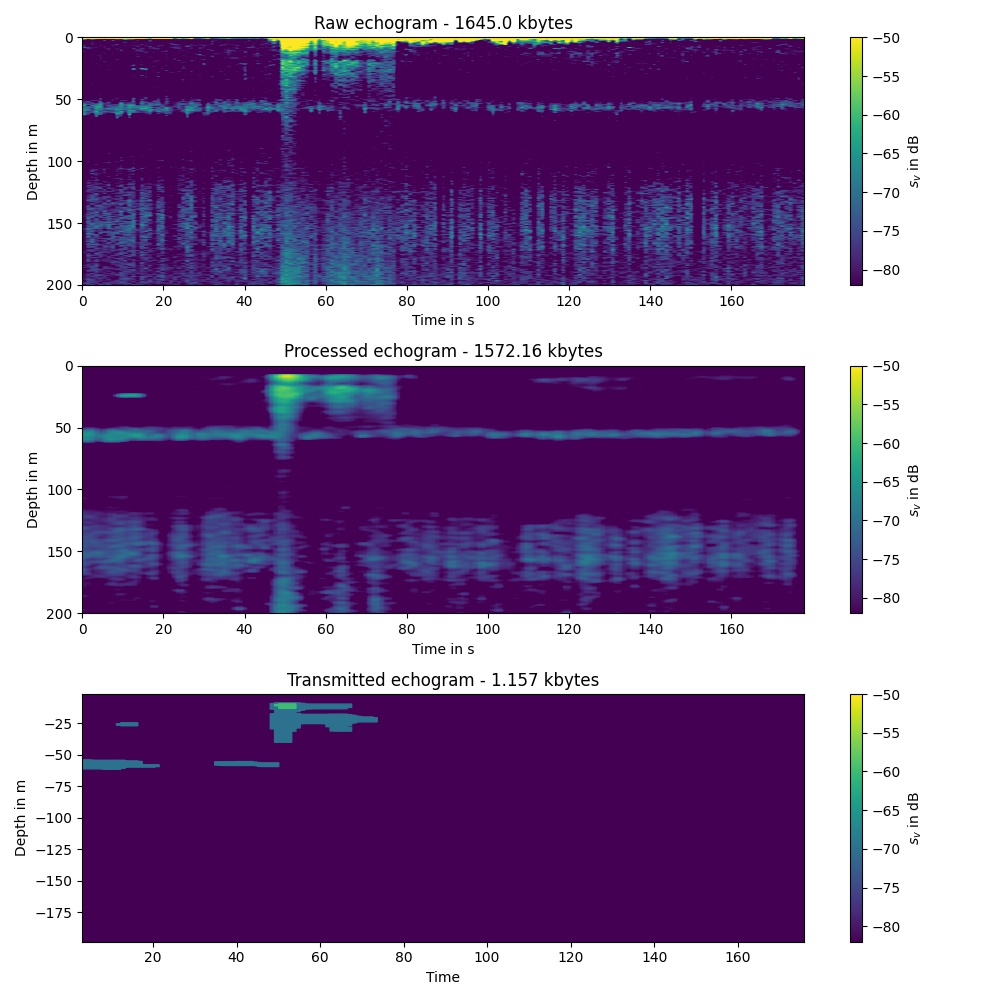 Raw echogram - 1645.0 kbytes
0
50
100
150
200
Depth in m
0 20 40 60 80 100 120 140 160
Time in s
−50
−55
−60
−65
−70
−75
−80
s_v in dB
Processed echogram - 1572.16 kbytes
0
50
100
150
200
Depth in m
0 20 40 60 80 100 120 140 160
Time in s
−50
−55
−60
−65
−70
−75
−80
s_v in dB
Transmitted echogram - 1.157 kbytes
−25
−50
−75
−100
−125
−150
−175
Depth in m
20 40 60 80 100 120 140 160
Time
−50
−55
−60
−65
−70
−75
−80
s_v in dB